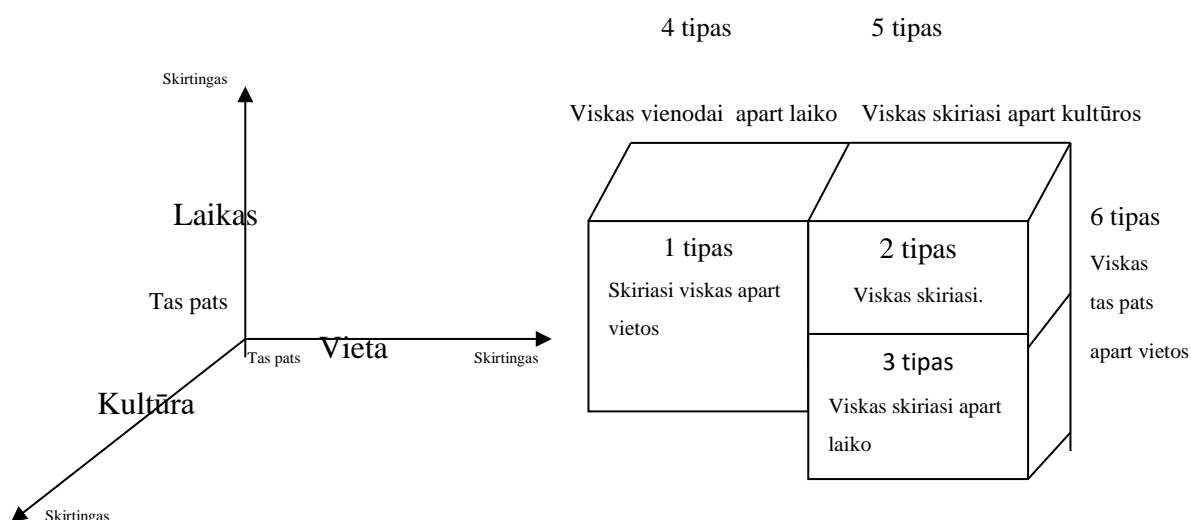 4 tipas 5 tipas
Skirtingas
Viskas vienodai apart laiko Viskas skiriasi apart kultūros
Laikas
Tas pats
Tas pats
Vieta
Skirtingas
Kultūra
Skirtingas
1 tipas
Skiriasi viskas apart
vietos
2 tipas
Viskas skiriasi.
3 tipas
Viskas skiriasi apart
laiko
6 tipas
Viskas
tas pats
apart vietos